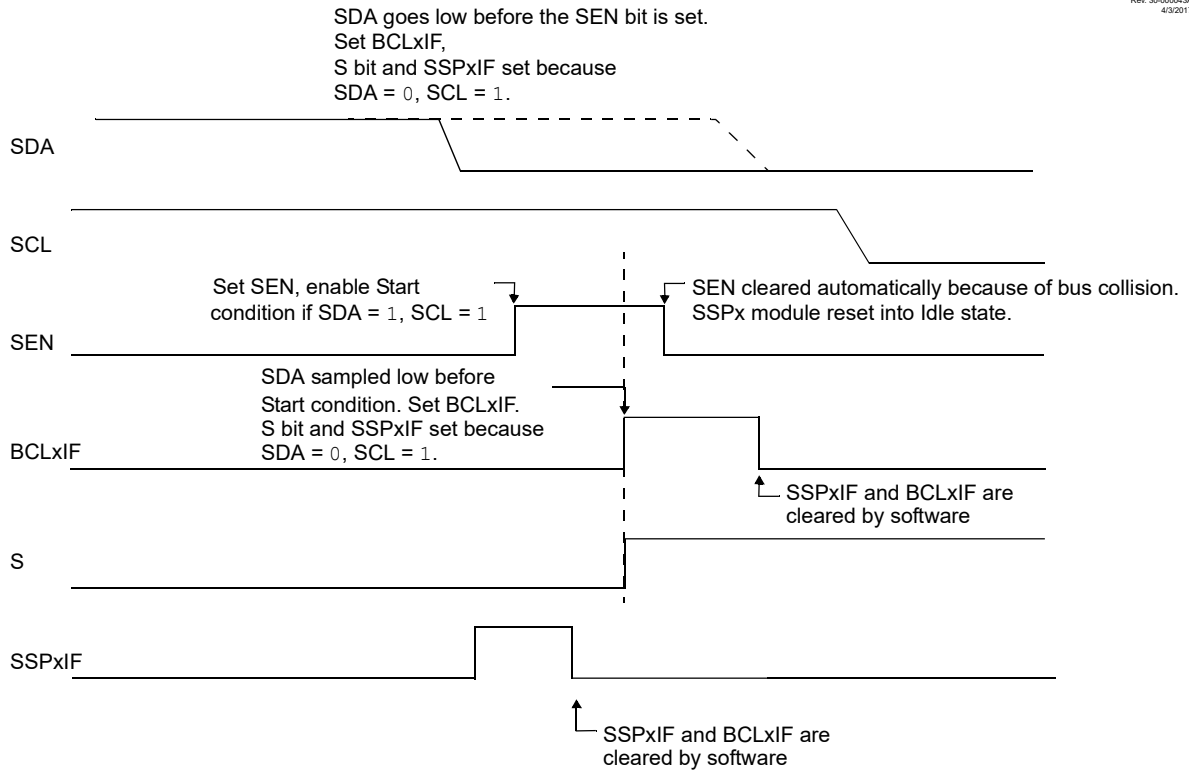 4/3/2017
SDA goes low before the SEN bit is set.
Set BCLxIF,
S bit and SSPxIF set because
SDA = 0, SCL = 1.
SDA
SCL
Set SEN, enable Start
condition if SDA = 1, SCL = 1
SEN cleared automatically because of bus collision.
SSPx module reset into Idle state.
SEN
SDA sampled low before
Start condition. Set BCLxIF.
S bit and SSPxIF set because
SDA = 0, SCL = 1.
BCLxIF
SSPxIF and BCLxIF are
cleared by software
S
SSPxIF
SSPxIF and BCLxIF are
cleared by software